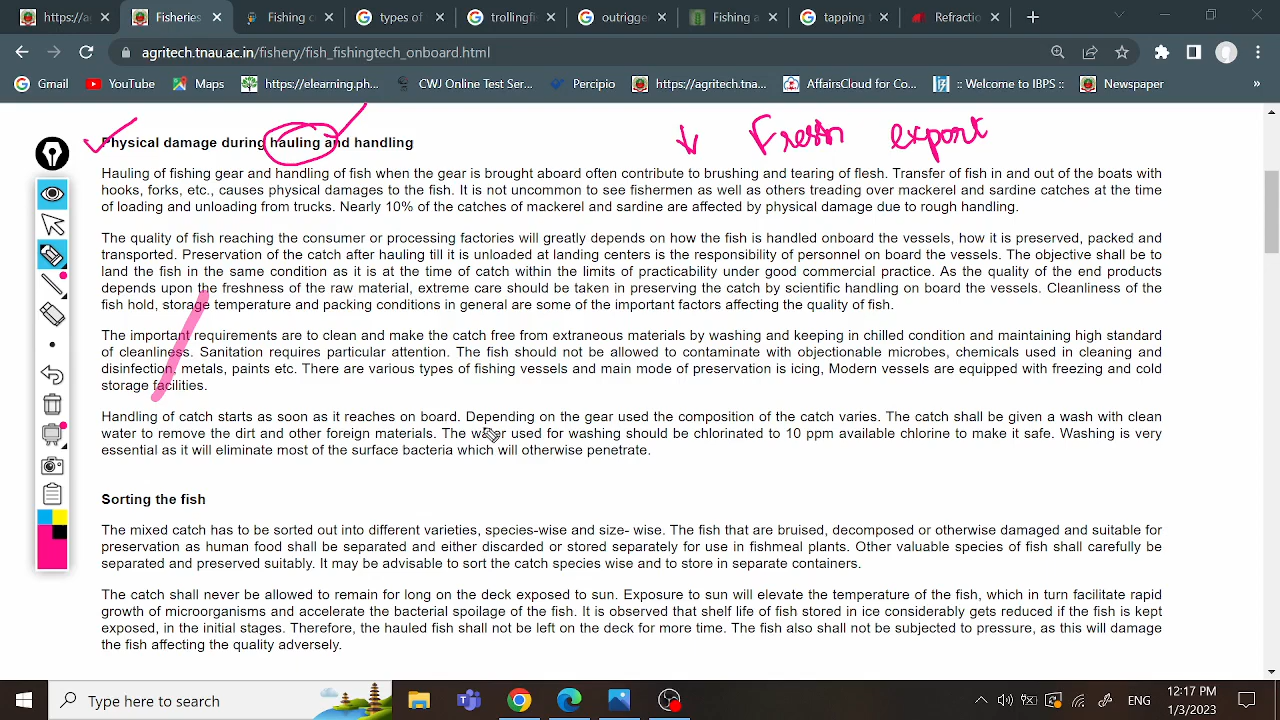 https://a
Fisheries
Fishing o
types of
trollingfi
outrigge
Fishing a
tapping t
Refractio
agritech.tnau.ac.in/fishery/fish_fishingtech_onboard.html
Gmail YouTube Maps https://elearning.ph... CWJ Online Test Ser... Percipio https://agritech.tna... AffairsCloud for Co... :: Welcome to IBPS :: Newspaper
Fresh export
Physical damage during hauling and handling
Hauling of fishing gear and handling of fish when the gear is brought aboard often contribute to brushing and tearing of flesh. Transfer of fish in and out of the boats with
hooks, forks, etc., causes physical damages to the fish. It is not uncommon to see fishermen as well as others treading over mackerel and sardine catches at the time
of loading and unloading from trucks. Nearly 10% of the catches of mackerel and sardine are affected by physical damage due to rough handling.
The quality of fish reaching the consumer or processing factories will greatly depends on how the fish is handled onboard the vessels, how it is preserved, packed and
transported. Preservation of the catch after hauling till it is unloaded at landing centers is the responsibility of personnel on board the vessels. The objective shall be to
land the fish in the same condition as it is at the time of catch within the limits of practicability under good commercial practice. As the quality of the end products
depends upon the freshness of the raw material, extreme care should be taken in preserving the catch by scientific handling on board the vessels. Cleanliness of the
fish hold, storage temperature and packing conditions in general are some of the important factors affecting the quality of fish.
The important requirements are to clean and make the catch free from extraneous materials by washing and keeping in chilled condition and maintaining high standard
of cleanliness. Sanitation requires particular attention. The fish should not be allowed to contaminate with objectionable microbes, chemicals used in cleaning and
disinfection, metals, paints etc. There are various types of fishing vessels and main mode of preservation is icing, Modern vessels are equipped with freezing and cold
storage facilities.
Handling of catch starts as soon as it reaches on board. Depending on the gear used the composition of the catch varies. The catch shall be given a wash with clean
water to remove the dirt and other foreign materials. The water used for washing should be chlorinated to 10 ppm available chlorine to make it safe. Washing is very
essential as it will eliminate most of the surface bacteria which will otherwise penetrate.
Sorting the fish
The mixed catch has to be sorted out into different varieties, species-wise and size- wise. The fish that are bruised, decomposed or otherwise damaged and suitable for
preservation as human food shall be separated and either discarded or stored separately for use in fishmeal plants. Other valuable species of fish shall carefully be
separated and preserved suitably. It may be advisable to sort the catch species wise and to store in separate containers.
The catch shall never be allowed to remain for long on the deck exposed to sun. Exposure to sun will elevate the temperature of the fish, which in turn facilitate rapid
growth of microorganisms and accelerate the bacterial spoilage of the fish. It is observed that shelf life of fish stored in ice considerably gets reduced if the fish is kept
exposed, in the initial stages. Therefore, the hauled fish shall not be left on the deck for more time. The fish also shall not be subjected to pressure, as this will damage
the fish affecting the quality adversely.
Type here to search
ENG
12:17 PM
1/3/2023